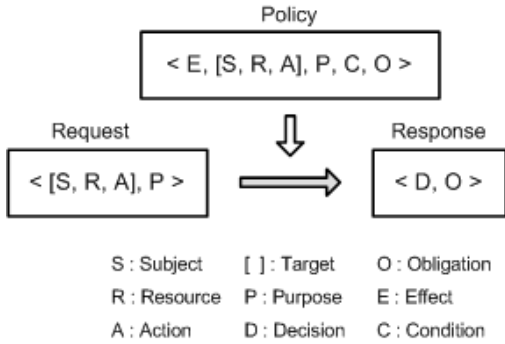 Policy
< E, [S, R, A], P, C, O >
Request
Response
< [S, R, A], P >
< D, O >
S : Subject [ ] : Target O : Obligation
R : Resource P : Purpose E : Effect
A : Action D : Decision C : Condition